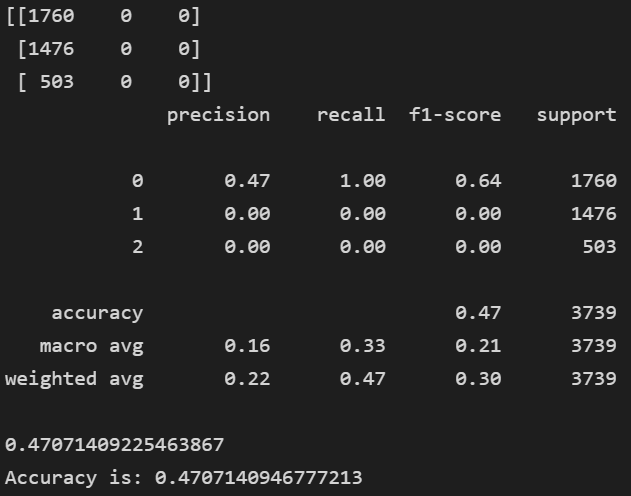 [[1760 0 0]
[1476 0 0]
[ 503 0 0]]
precision recall f1-score support
0 0.47 1.00 0.64 1760
1 0.00 0.00 0.00 1476
2 0.00 0.00 0.00 503
accuracy 0.47 3739
macro avg 0.16 0.33 0.21 3739
weighted avg 0.22 0.47 0.30 3739
0.47071409225463867
Accuracy is: 0.4707140946777213